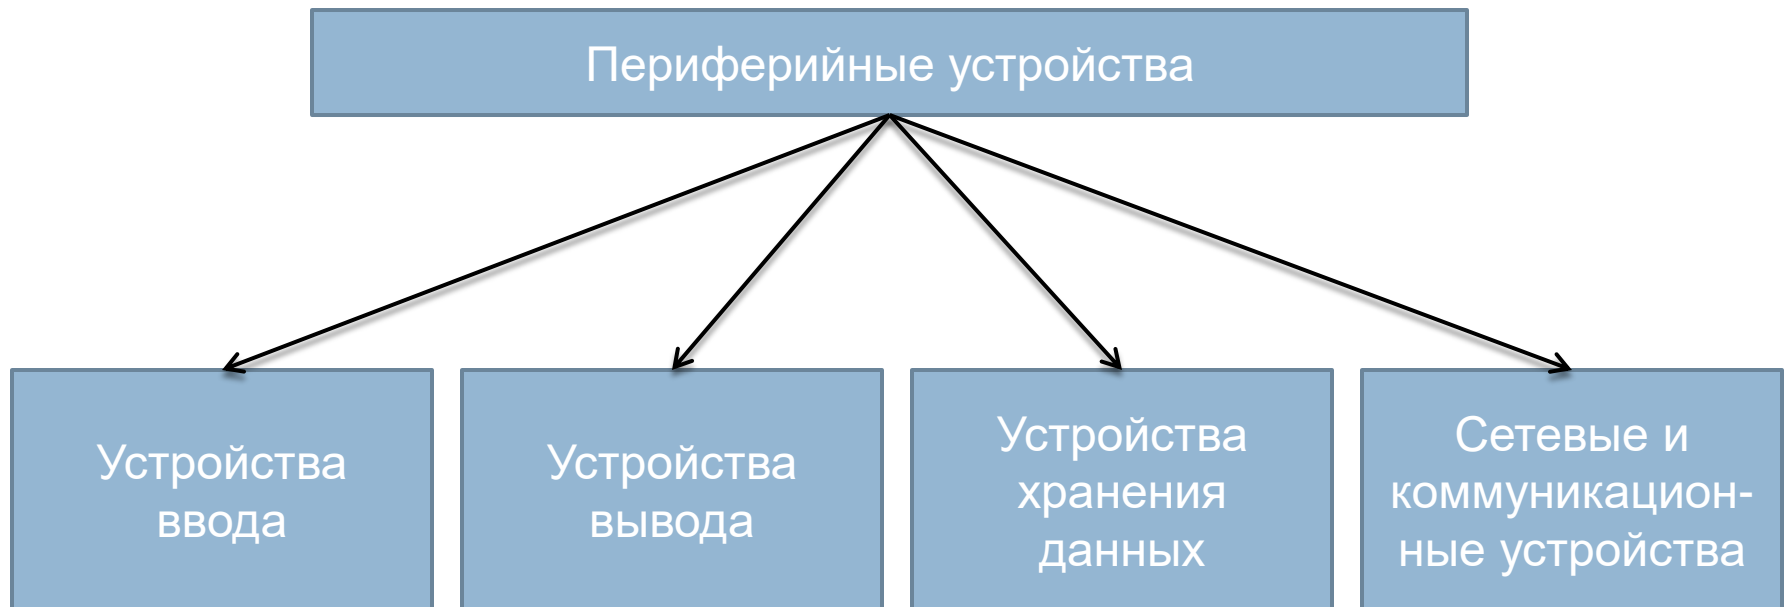 Периферийные устройства
Устройства
ввода
Устройства
вывода
Устройства
хранения
данных
Сетевые и
коммуникацион-
ные устройства